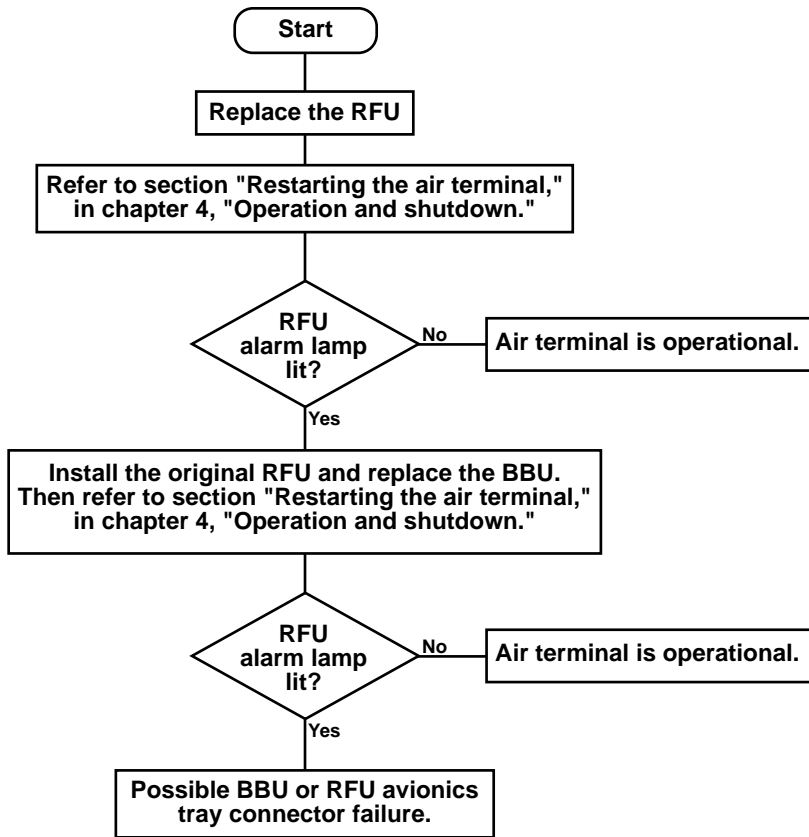 Start
Replace the RFU
Refer to section "Restarting the air terminal,"
in chapter 4, "Operation and shutdown."
RFU
alarm lamp
lit?
No
Air terminal is operational.
Yes
Install the original RFU and replace the BBU.
Then refer to section "Restarting the air terminal,"
in chapter 4, "Operation and shutdown."
RFU
alarm lamp
lit?
No
Air terminal is operational.
Yes
Possible BBU or RFU avionics
tray connector failure.